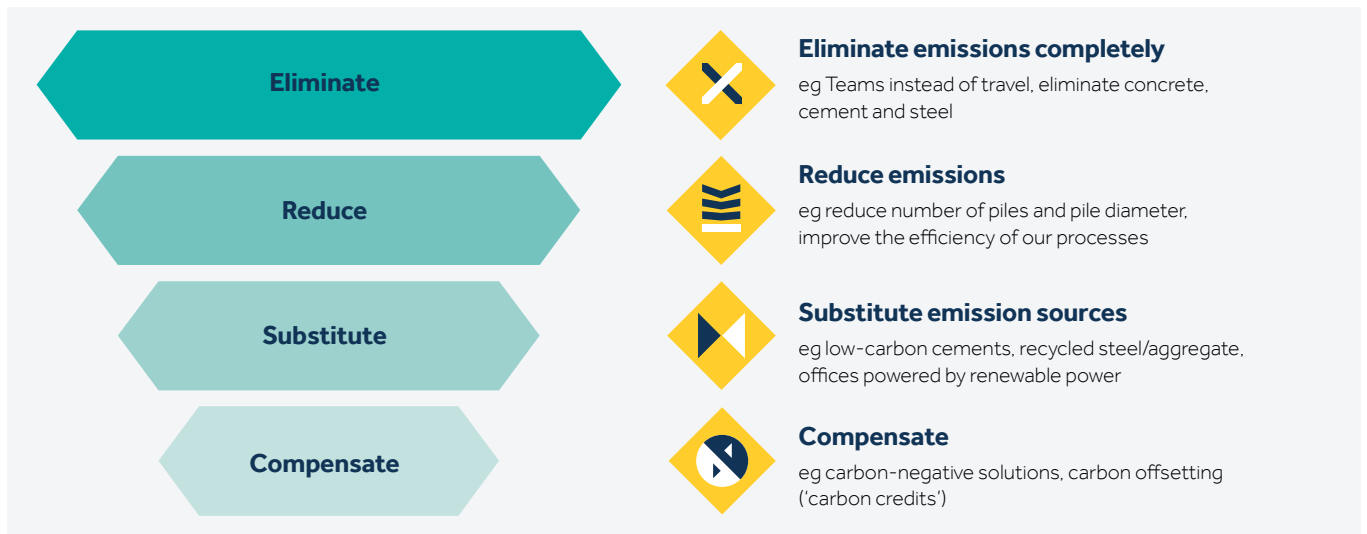 Eliminate
Eliminate emissions completely
eg Teams instead of travel, eliminate concrete,
cement and steel
Reduce
Reduce emissions
eg reduce number of piles and pile diameter,
improve the efficiency of our processes
Substitute
Substitute emission sources
eg low-carbon cements, recycled steel/aggregate,
offices powered by renewable power
Compensate
Compensate
eg carbon-negative solutions, carbon offsetting
(‘carbon credits’)